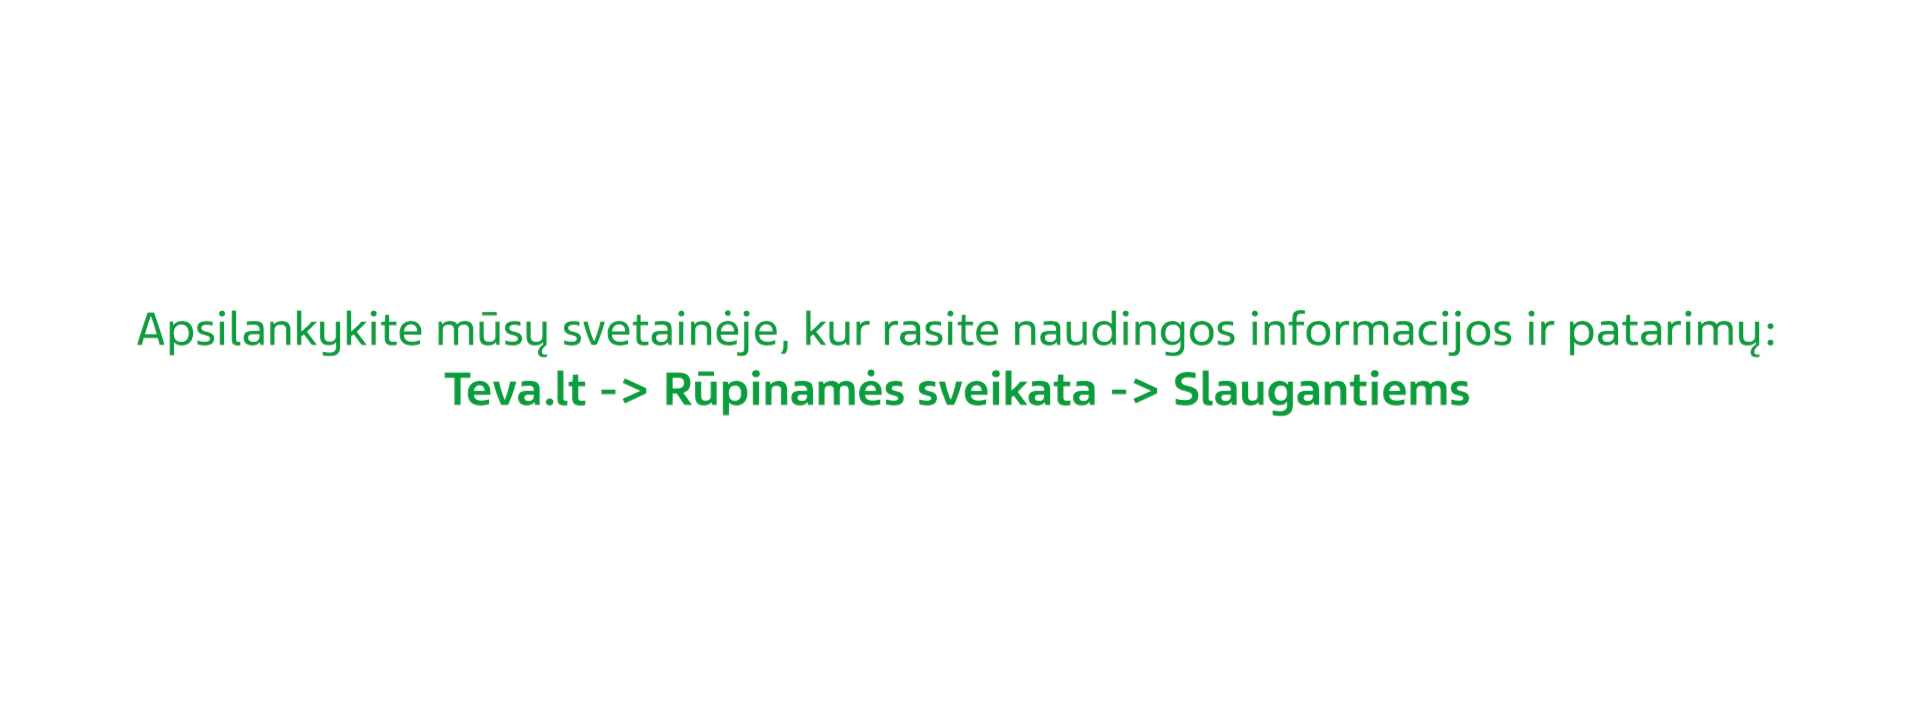 Apsilankykite mūsų svetainėje, kur rasite naudingos informacijos ir patarimų:
Teva.lt -> Rūpinamės sveikata -> Slaugantiems